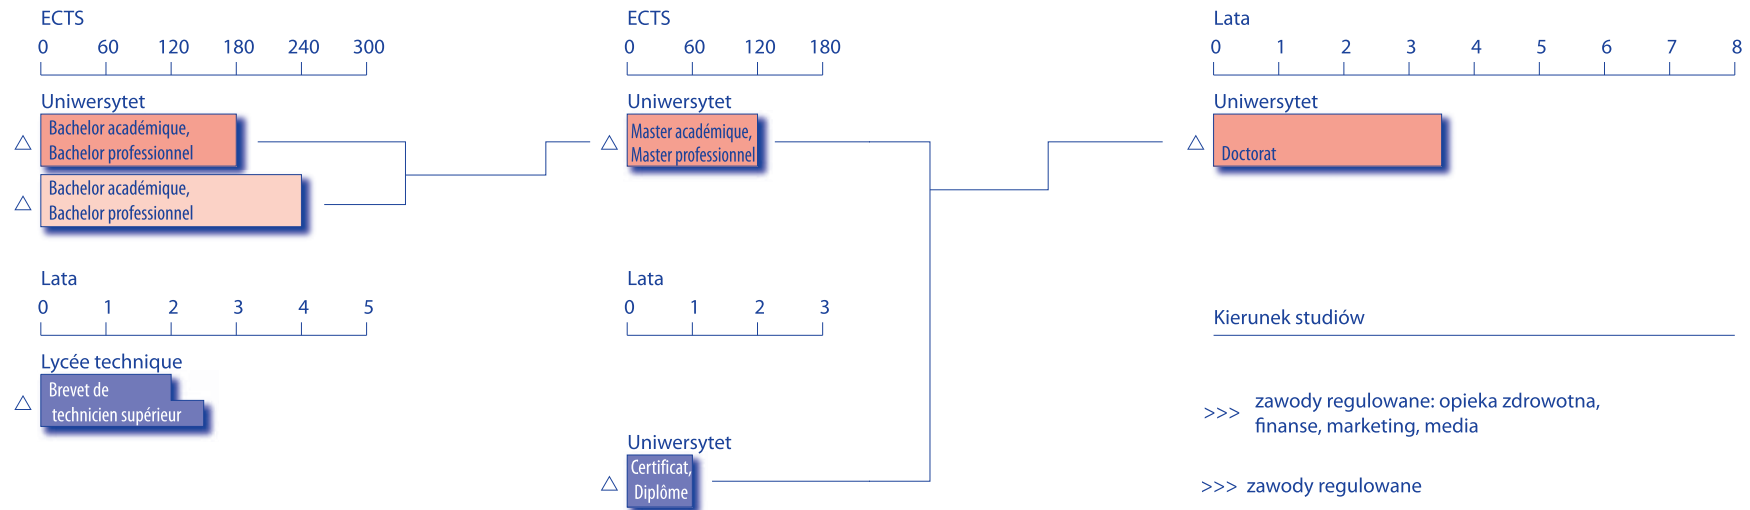 ECTS
0 60 120 180 240 300
Uniwersytet
Bachelor académique,
Bachelor professionnel
Bachelor académique,
Bachelor professionnel
Lata
0 1 2 3 4 5
Lycée technique
Brevet de
technicien supérieur
ECTS
0 60 120 180
Uniwersytet
Master académique,
Master professionnel
Lata
0 1 2 3
Uniwersytet
Certificat,
Diplôme
Lata
0 1 2 3 4 5 6 7 8
Uniwersytet
Doctorat
Kierunek studiów
>>> zawody regulowane: opieka zdrowotna,
finanse, marketing, media
>>> zawody regulowane